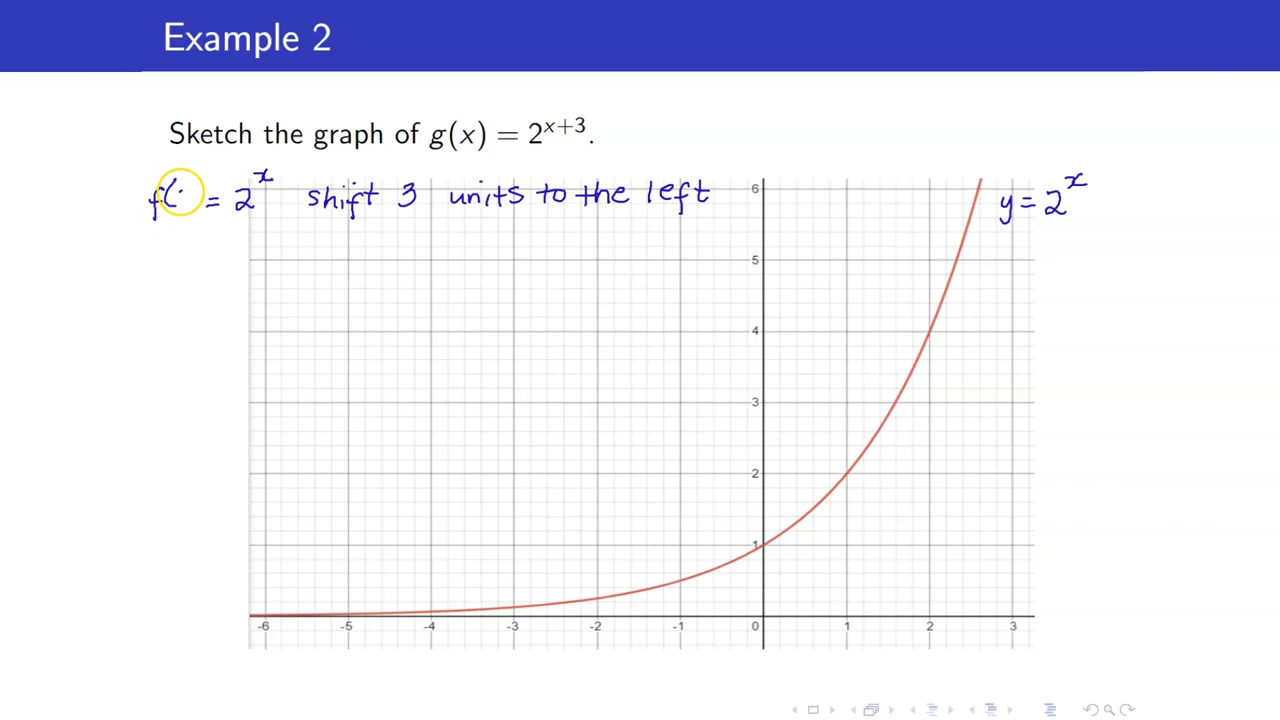 Example 2
Sketch the graph of g(x) = 2^{x+3}.
f( = 2^x shift 3 units to the left
y = 2^x
6
5
4
3
2
1
-6 -5 -4 -3 -2 -1 0 1 2 3